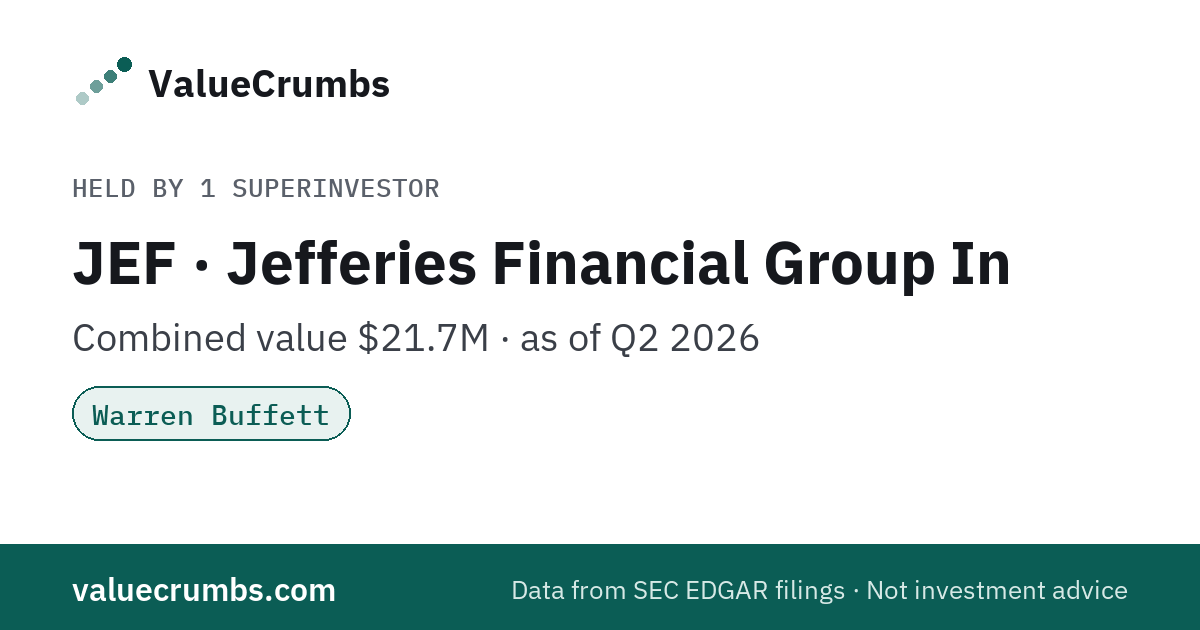 ValueCrumbs
HELD BY 1 SUPERINVESTOR
JEF · Jefferies Financial Group In
Combined value $21.7M · as of Q2 2026
Warren Buffett
valuecrumbs.com
Data from SEC EDGAR filings · Not investment advice